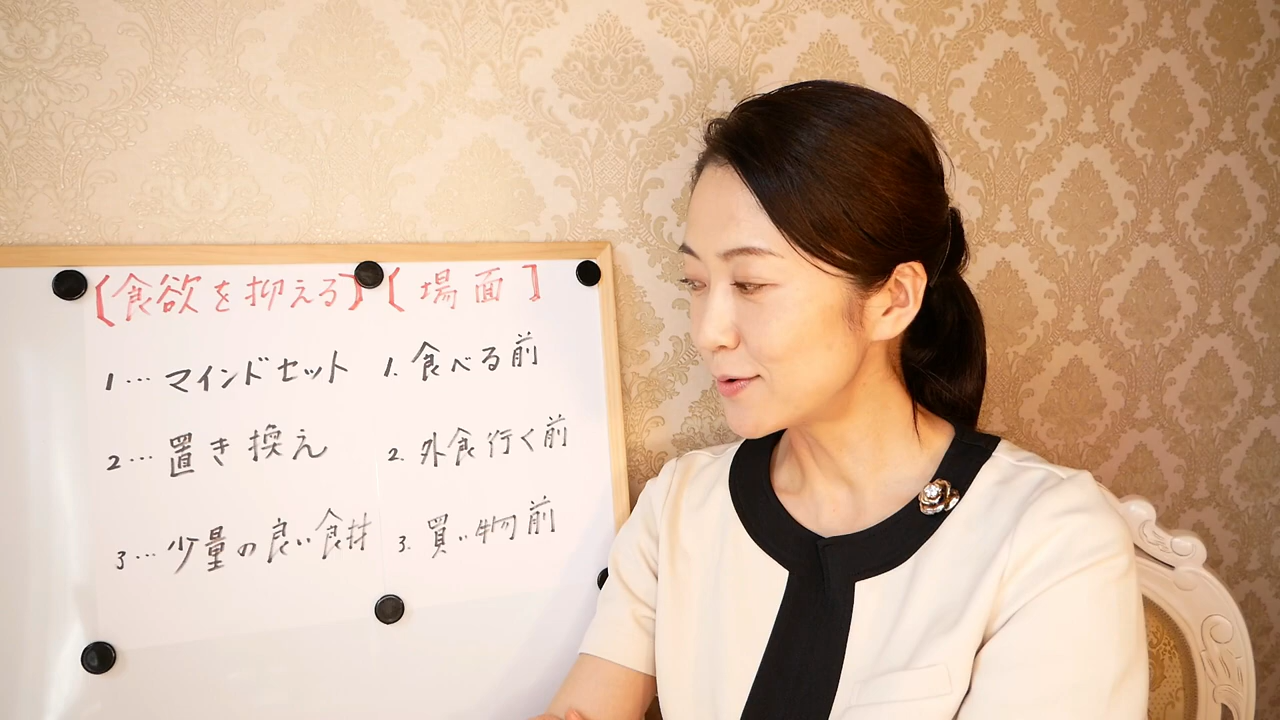 【食欲を抑える】【場面】
1…マインドセット
2…置き換え
3…少量の良い食材
1. 食べる前
2. 外食行く前
3. 買い物前